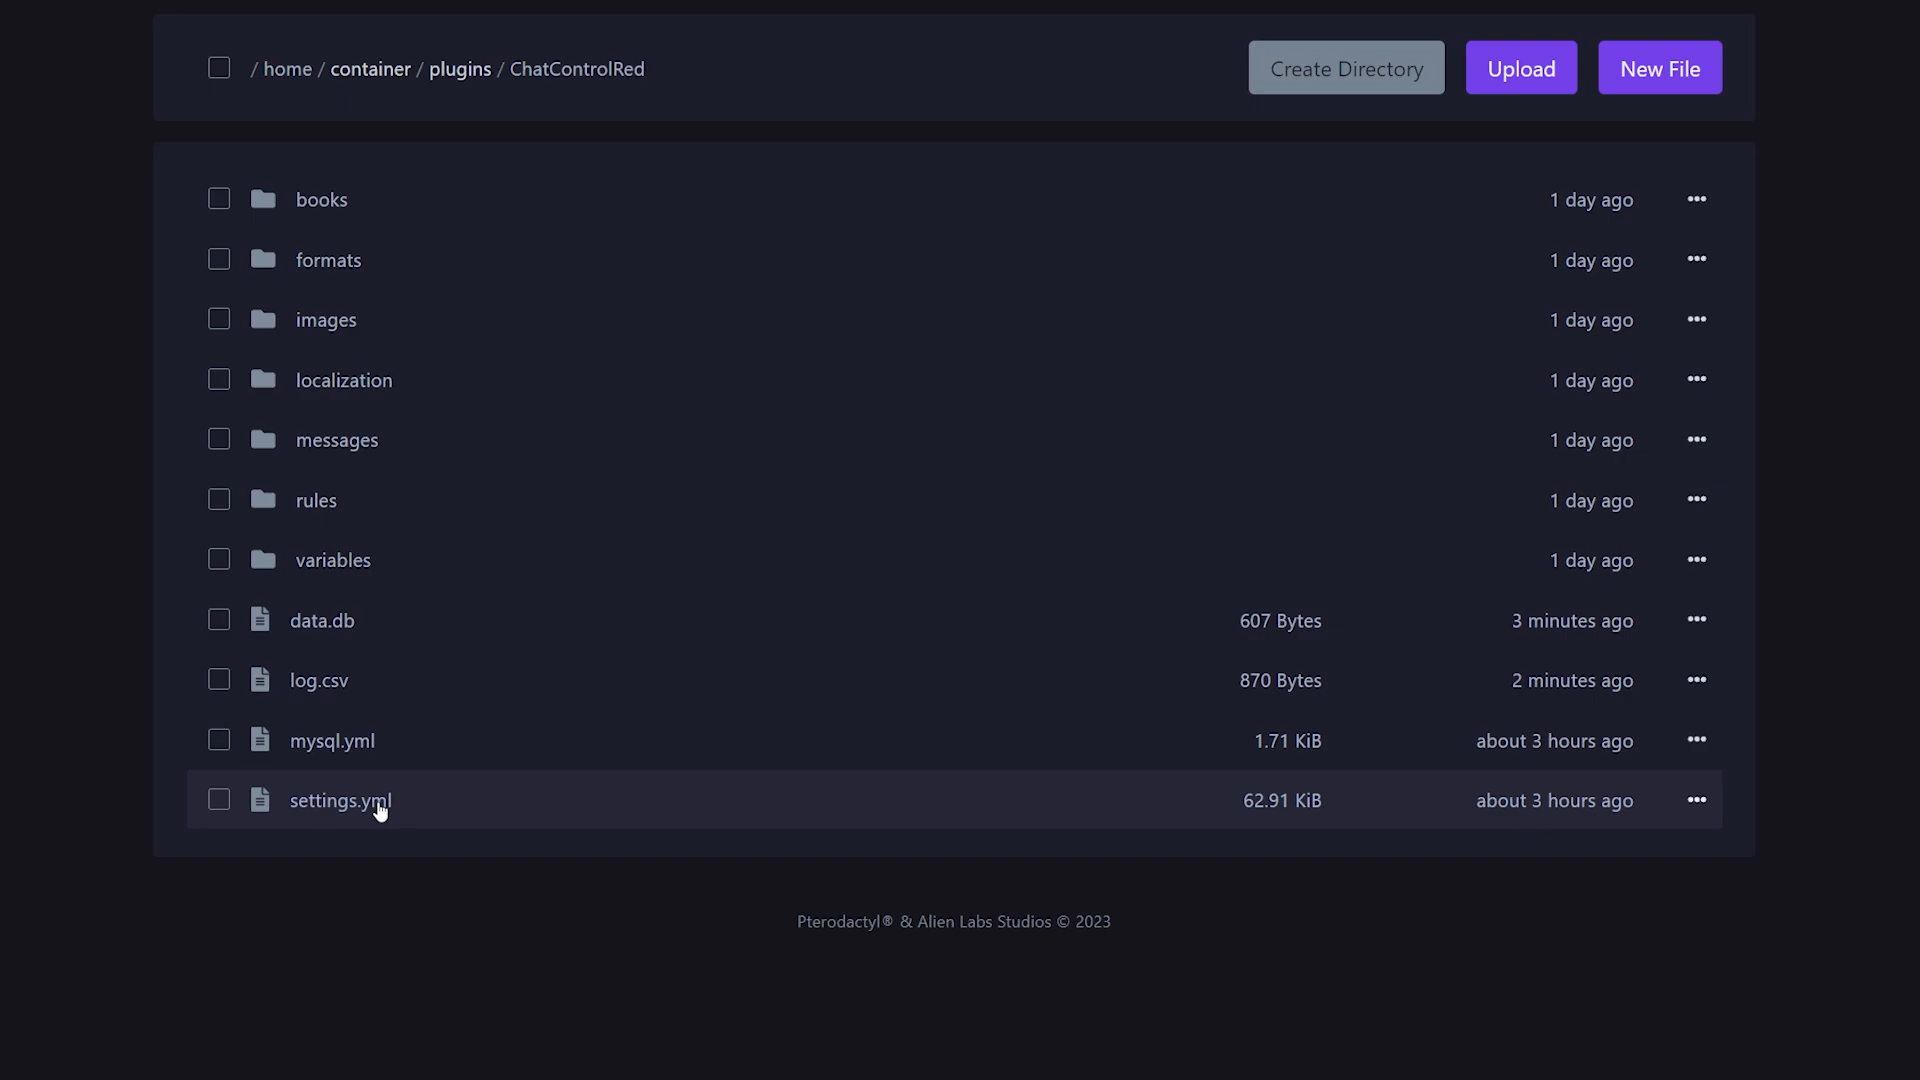 / home / container / plugins / ChatControlRed
Create Directory
Upload
New File
books 1 day ago
formats 1 day ago
images 1 day ago
localization 1 day ago
messages 1 day ago
rules 1 day ago
variables 1 day ago
data.db 607 Bytes 3 minutes ago
log.csv 870 Bytes 2 minutes ago
mysql.yml 1.71 KiB about 3 hours ago
settings.yml 62.91 KiB about 3 hours ago
Pterodactyl® & Alien Labs Studios © 2023